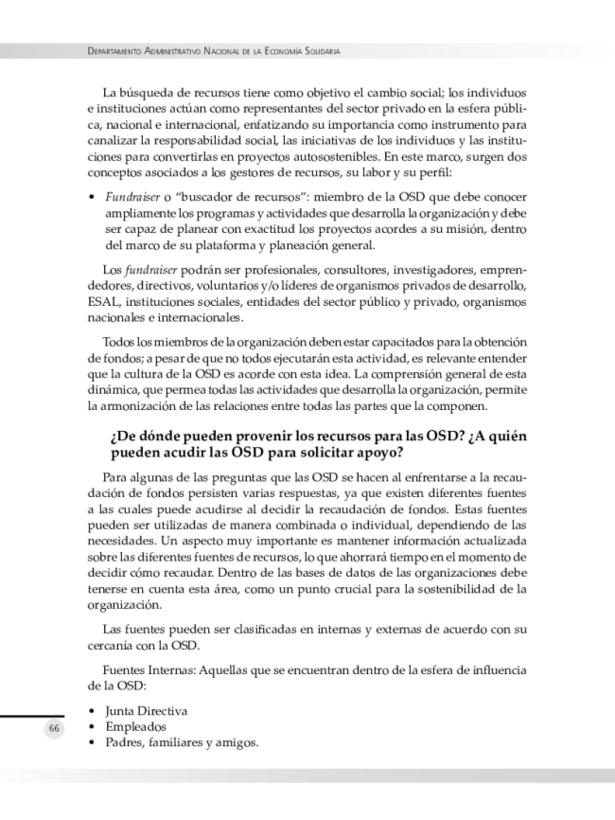 Departamento Administrativo Nacional de la Economía Solidaria
La búsqueda de recursos tiene como objetivo el cambio social; los individuos
e instituciones actúan como representantes del sector privado en la esfera públi-
ca, nacional e internacional, enfatizando su importancia como instrumento para
canalizar la responsabilidad social, las iniciativas de los individuos y las institu-
ciones para convertirlas en proyectos autosostenibles. En este marco, surgen dos
conceptos asociados a los gestores de recursos, su labor y su perfil:
• Fundraiser o “buscador de recursos”: miembro de la OSD que debe conocer
ampliamente los programas y actividades que desarrolla la organización y debe
ser capaz de planear con exactitud los proyectos acordes a su misión, dentro
del marco de su plataforma y planeación general.
Los fundraiser podrán ser profesionales, consultores, investigadores, empren-
dedores, directivos, voluntarios y/o líderes de organismos privados de desarrollo,
ESAL, instituciones sociales, entidades del sector público y privado, organismos
nacionales e internacionales.
Todos los miembros de la organización deben estar capacitados para la obtención
de fondos; a pesar de que no todos ejecutarán esta actividad, es relevante entender
que la cultura de la OSD es acorde con esta idea. La comprensión general de esta
dinámica, que permea todas las actividades que desarrolla la organización, permite
la armonización de las relaciones entre todas las partes que la componen.
¿De dónde pueden provenir los recursos para las OSD? ¿A quién
pueden acudir las OSD para solicitar apoyo?
Para algunas de las preguntas que las OSD se hacen al enfrentarse a la recau-
dación de fondos persisten varias respuestas, ya que existen diferentes fuentes
a las cuales puede acudirse al decidir la recaudación de fondos. Estas fuentes
pueden ser utilizadas de manera combinada o individual, dependiendo de las
necesidades. Un aspecto muy importante es mantener información actualizada
sobre las diferentes fuentes de recursos, lo que ahorrará tiempo en el momento de
decidir cómo recaudar. Dentro de las bases de datos de las organizaciones debe
tenerse en cuenta esta área, como un punto crucial para la sostenibilidad de la
organización.
Las fuentes pueden ser clasificadas en internas y externas de acuerdo con su
cercanía con la OSD.
Fuentes Internas: Aquellas que se encuentran dentro de la esfera de influencia
de la OSD:
• Junta Directiva
• Empleados
• Padres, familiares y amigos.
66